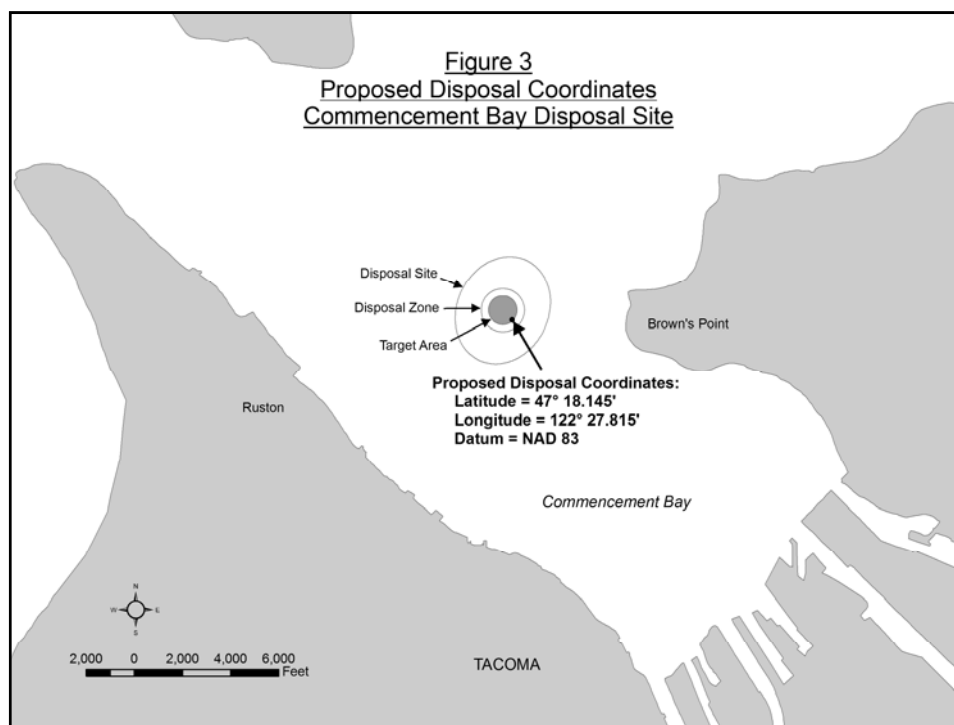 Figure 3
Proposed Disposal Coordinates
Commencement Bay Disposal Site
Disposal Site
Disposal Zone
Target Area
Brown's Point
Proposed Disposal Coordinates:
Latitude = 47° 18.145'
Longitude = 122° 27.815'
Datum = NAD 83
Ruston
Commencement Bay
N
W E
S
2,000 0 2,000 4,000 6,000
Feet
TACOMA